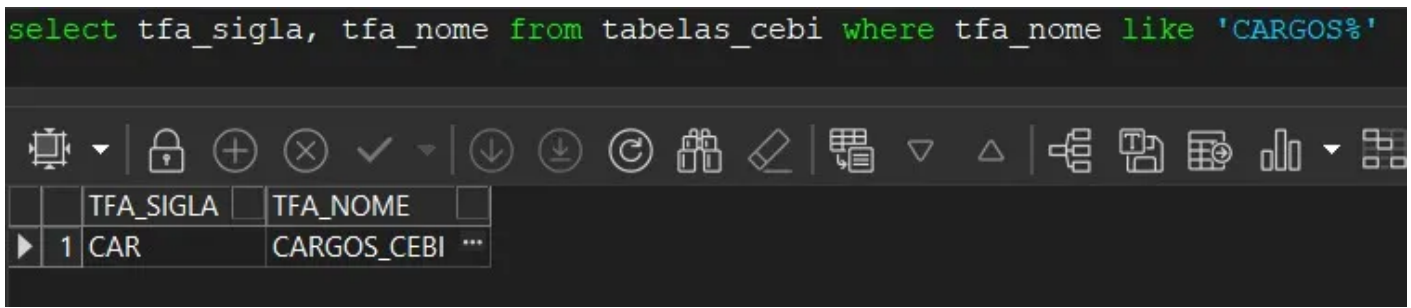 select tfa_sigla, tfa_nome from tabelas_cebi where tfa_nome like 'CARGOS%'
TFA_SIGLA TFA_NOME
1 CAR CARGOS_CEBI ...